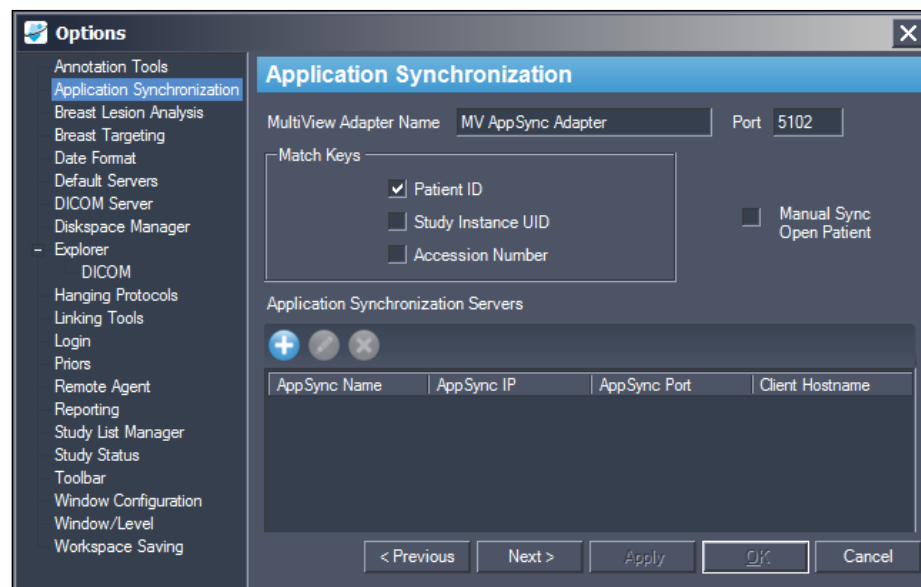 Options
Annotation Tools
Application Synchronization
Breast Lesion Analysis
Breast Targeting
Date Format
Default Servers
DICOM Server
Diskspace Manager
Explorer
DICOM
Hanging Protocols
Linking Tools
Login
Priors
Remote Agent
Reporting
Study List Manager
Study Status
Toolbar
Window Configuration
Window/Level
Workspace Saving
Application Synchronization
MultiView Adapter Name MV AppSync Adapter Port 5102
Match Keys
Patient ID
Study Instance UID
Accession Number
Manual Sync
Open Patient
Application Synchronization Servers
AppSync Name AppSync IP AppSync Port Client Hostname
< Previous Next > Apply OK Cancel